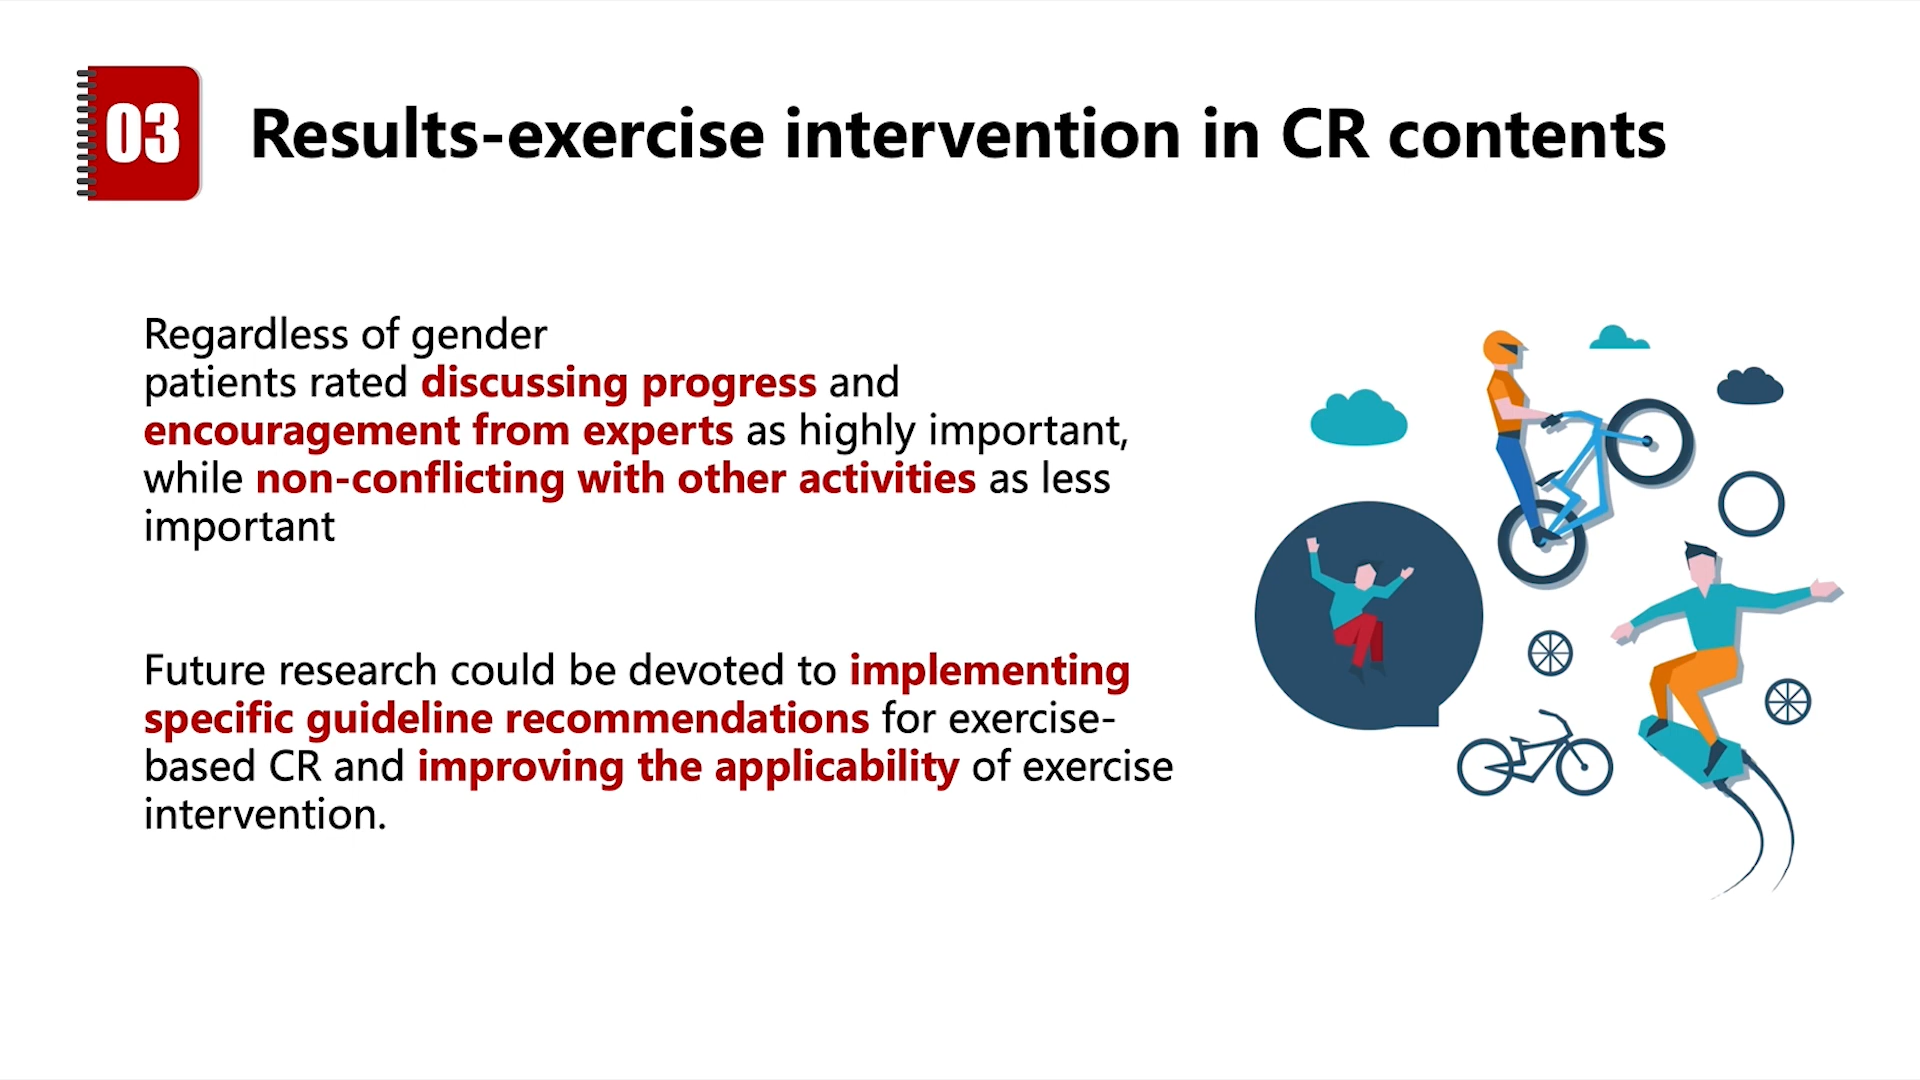 03
Results-exercise intervention in CR contents
Regardless of gender
patients rated discussing progress and
encouragement from experts as highly important,
while non-conflicting with other activities as less
important
Future research could be devoted to implementing
specific guideline recommendations for exercise-
based CR and improving the applicability of exercise
intervention.